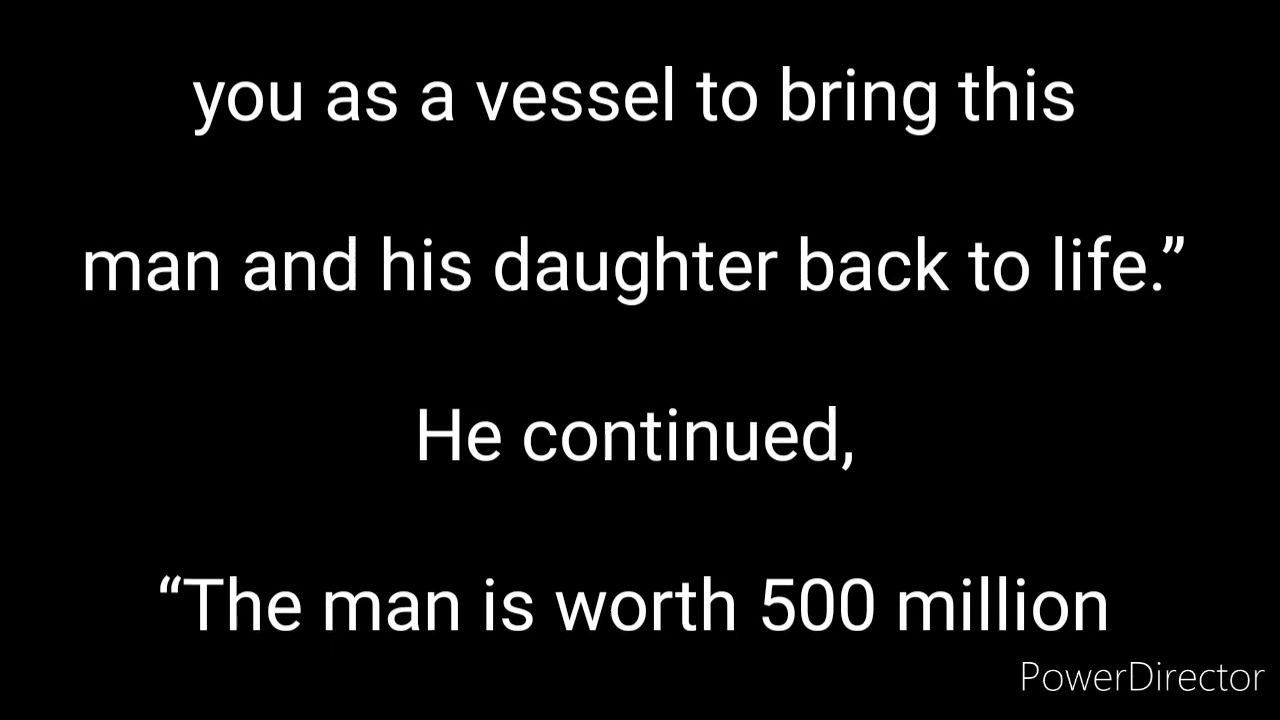 you as a vessel to bring this
man and his daughter back to life.”
He continued,
“The man is worth 500 million
PowerDirector